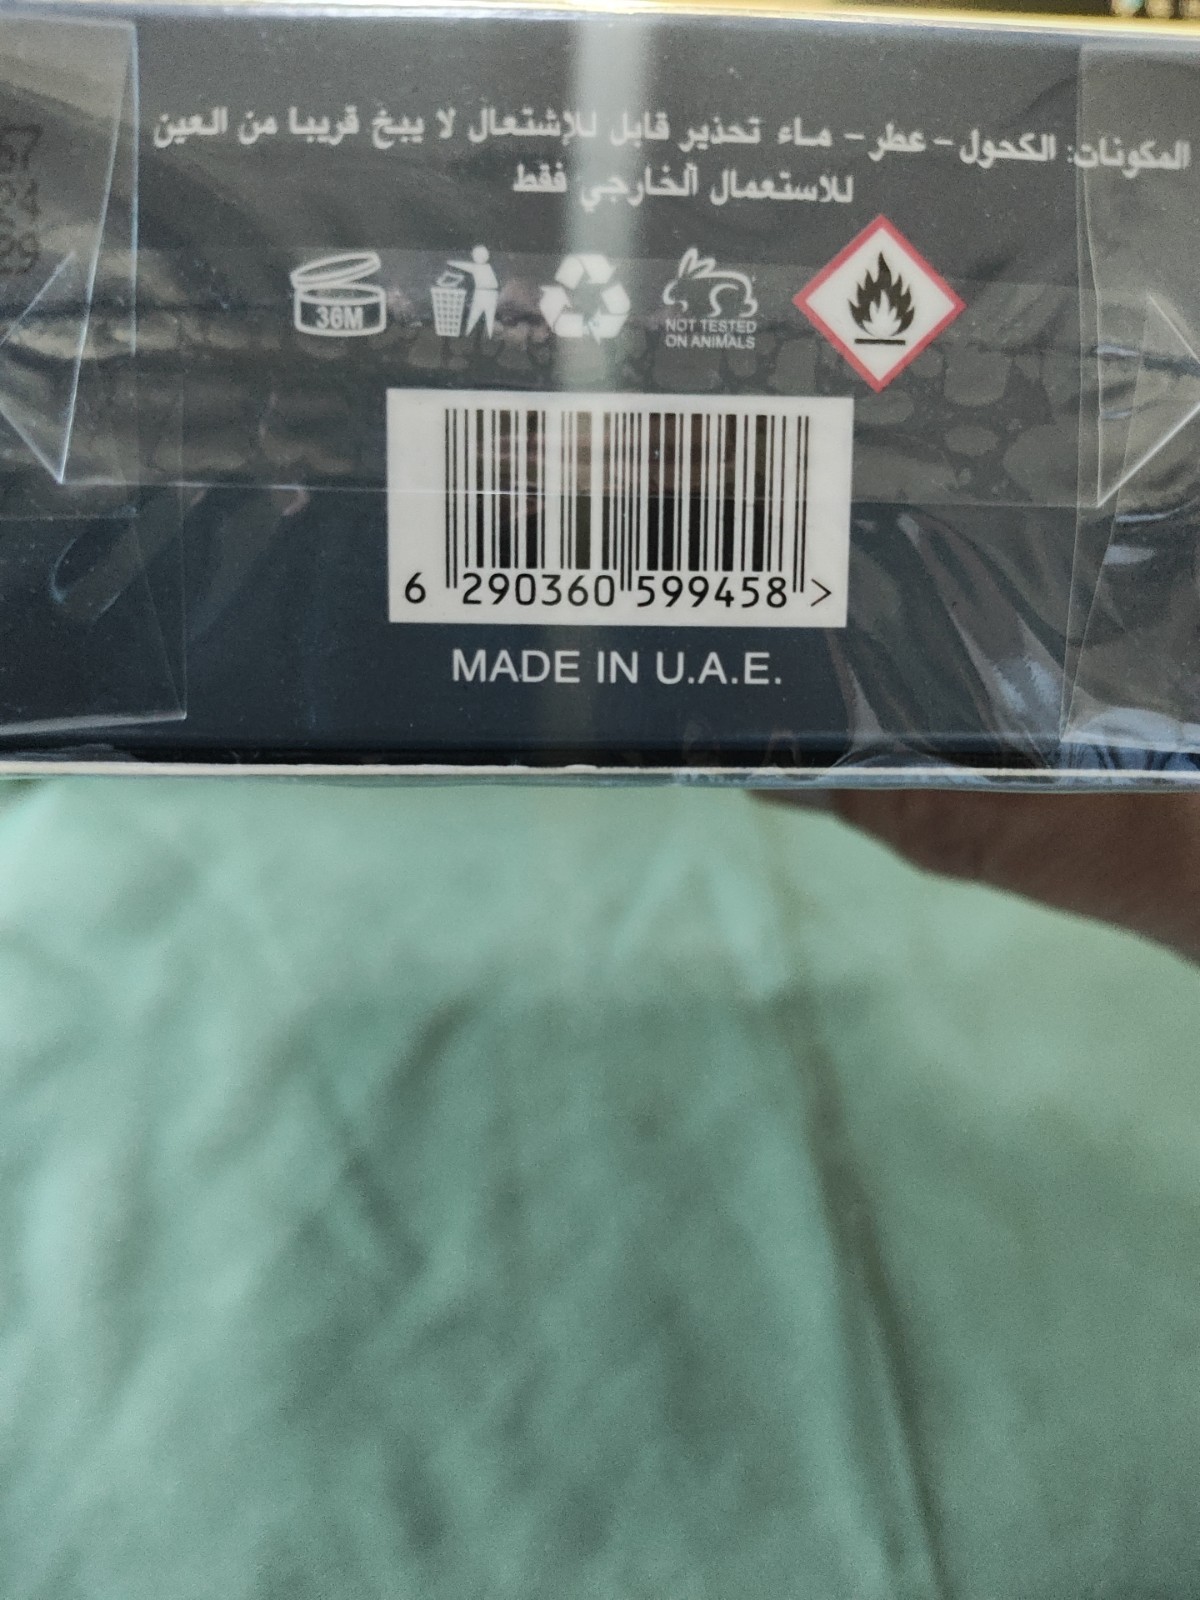 المكونات: الكحول - عطر - ماء تحذير قابل للإشتعال لا يبخ قريبا من العين
للاستعمال الخارجي فقط
36M
NOT TESTED
ON ANIMALS
6 290360 599458 >
MADE IN U.A.E.